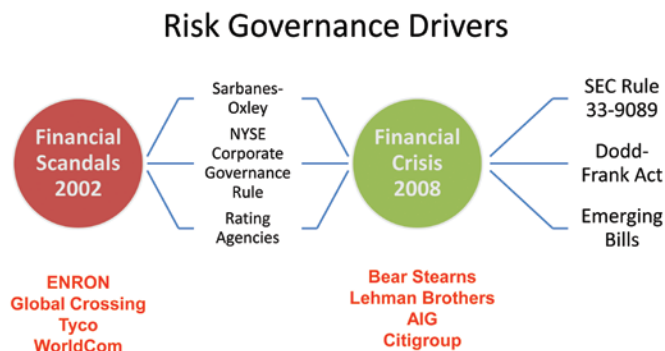 Risk Governance Drivers
Financial
Scandals
2002
Sarbanes-
Oxley
NYSE
Corporate
Governance
Rule
Rating
Agencies
Financial
Crisis
2008
SEC Rule
33-9089
Dodd-
Frank Act
Emerging
Bills
ENRON
Global Crossing
Tyco
WorldCom
Bear Stearns
Lehman Brothers
AIG
Citigroup